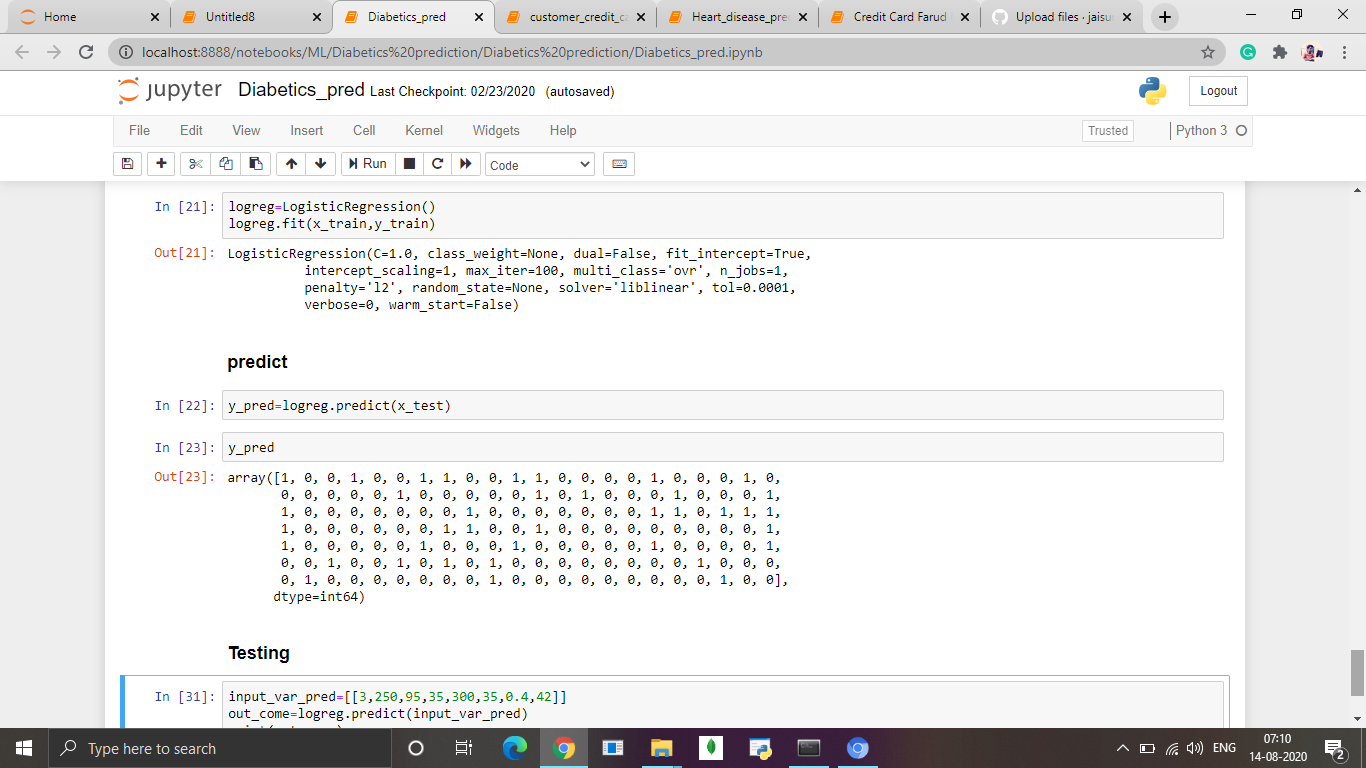 Home
Untitled8
Diabetics_pred
customer_credit_c
Heart_disease_pre
Credit Card Farud
Upload files · jaisu
localhost:8888/notebooks/ML/Diabetics%20prediction/Diabetics%20prediction/Diabetics_pred.ipynb
jupyter Diabetics_pred Last Checkpoint: 02/23/2020 (autosaved)
Logout
File Edit View Insert Cell Kernel Widgets Help
Trusted
Python 3
Run
Code
In [21]: logreg=LogisticRegression()
logreg.fit(x_train,y_train)
Out[21]: LogisticRegression(C=1.0, class_weight=None, dual=False, fit_intercept=True,
intercept_scaling=1, max_iter=100, multi_class='ovr', n_jobs=1,
penalty='l2', random_state=None, solver='liblinear', tol=0.0001,
verbose=0, warm_start=False)
predict
In [22]: y_pred=logreg.predict(x_test)
In [23]: y_pred
Out[23]: array([1, 0, 0, 1, 0, 0, 1, 1, 0, 0, 1, 1, 0, 0, 0, 0, 1, 0, 0, 0, 1, 0,
0, 0, 0, 0, 0, 1, 0, 0, 0, 0, 0, 1, 0, 1, 0, 0, 0, 1, 0, 0, 0, 1,
1, 0, 0, 0, 0, 0, 0, 0, 1, 0, 0, 0, 0, 0, 0, 0, 1, 1, 0, 1, 1, 1,
1, 0, 0, 0, 0, 0, 0, 1, 1, 0, 0, 1, 0, 0, 0, 0, 0, 0, 0, 0, 0, 1,
1, 0, 0, 0, 0, 0, 1, 0, 0, 0, 1, 0, 0, 0, 0, 0, 1, 0, 0, 0, 0, 1,
0, 0, 1, 0, 0, 1, 0, 1, 0, 1, 0, 0, 0, 0, 0, 0, 0, 0, 1, 0, 0, 0,
0, 1, 0, 0, 0, 0, 0, 0, 0, 1, 0, 0, 0, 0, 0, 0, 0, 0, 0, 1, 0, 0],
dtype=int64)
Testing
In [31]: input_var_pred=[[3,250,95,35,300,35,0.4,42]]
out_come=logreg.predict(input_var_pred)
Type here to search
ENG
07:10
14-08-2020
2